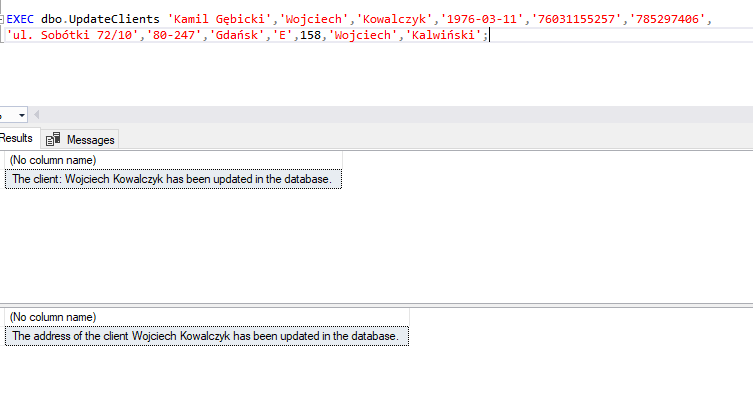 EXEC dbo.UpdateClients 'Kamil Gębicki','Wojciech','Kowalczyk','1976-03-11','76031155257','785297406',
'ul. Sobótki 72/10','80-247','Gdańsk','E',158,'Wojciech','Kalwiński';
Results Messages
(No column name)
The client: Wojciech Kowalczyk has been updated in the database.
(No column name)
The address of the client Wojciech Kowalczyk has been updated in the database.